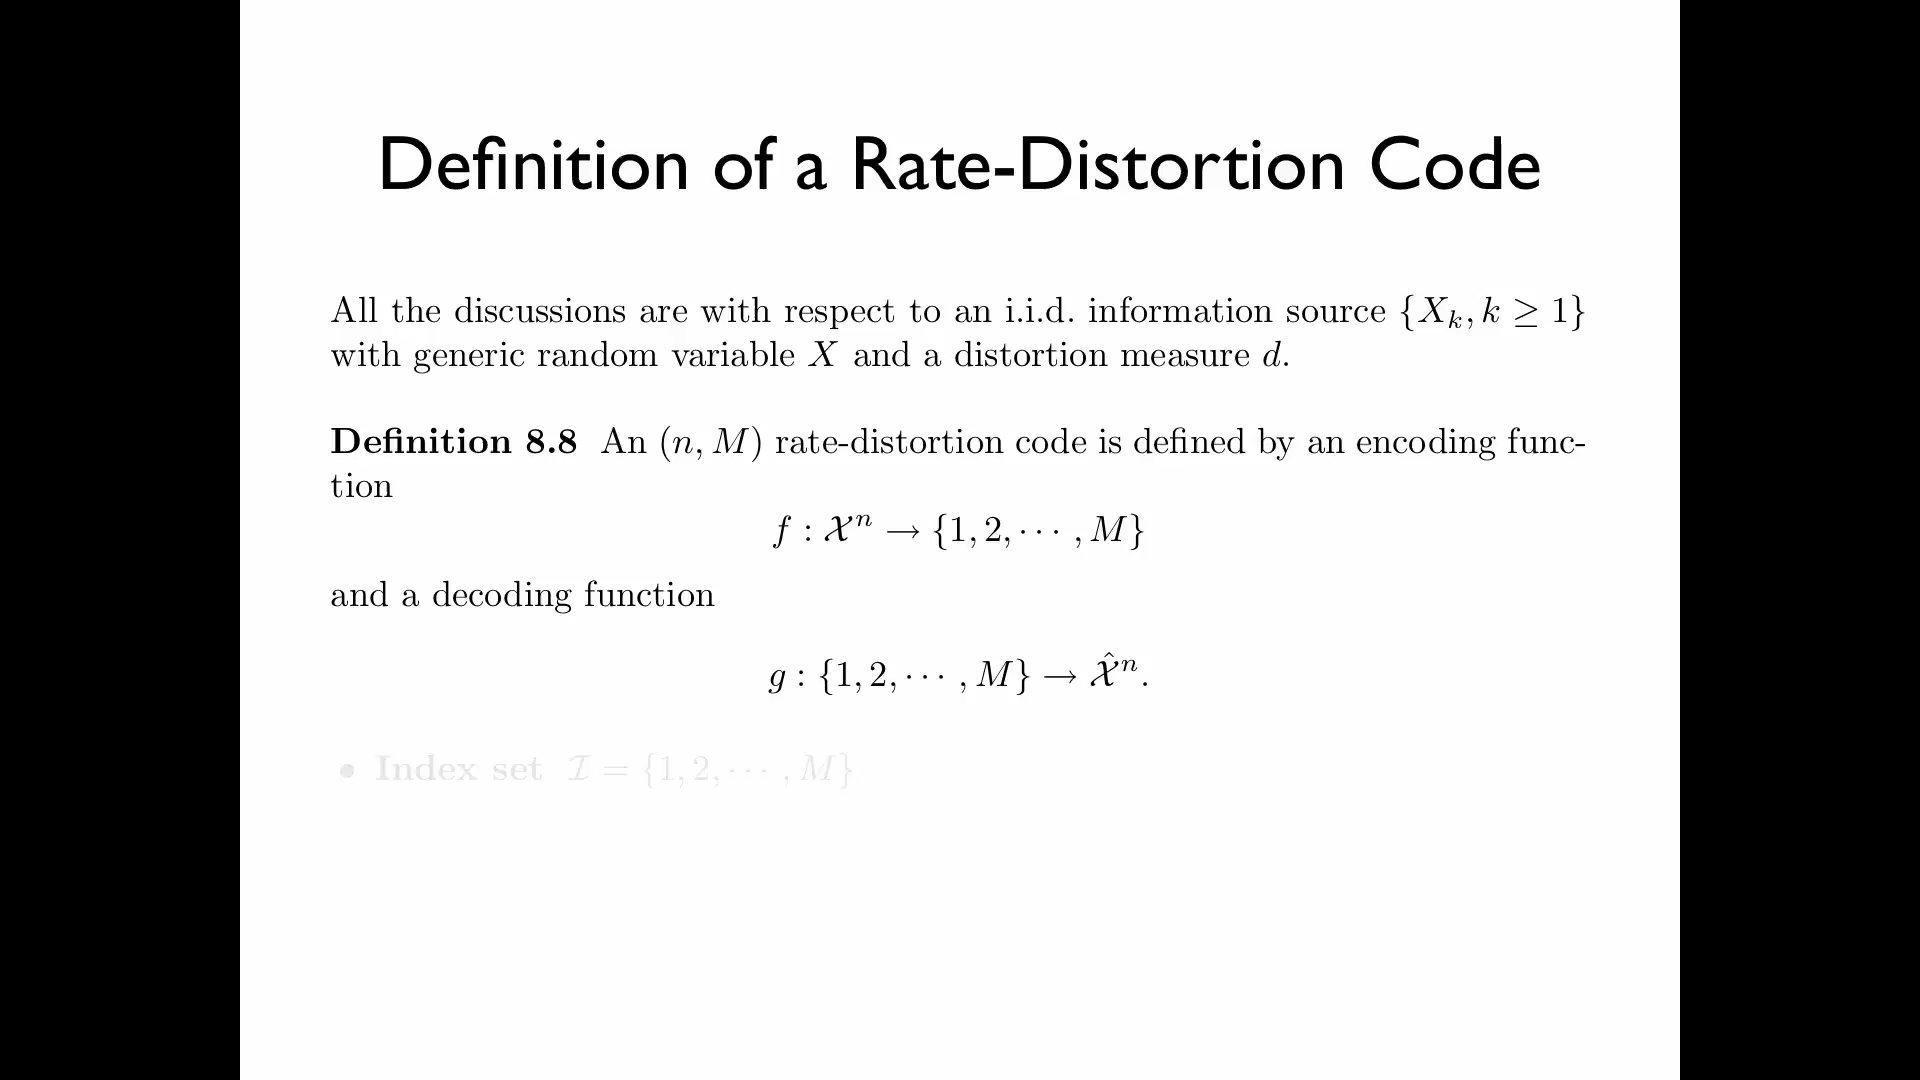 Definition of a Rate-Distortion Code
All the discussions are with respect to an i.i.d. information source {X_k, k ≥ 1}
with generic random variable X and a distortion measure d.
Definition 8.8 An (n, M) rate-distortion code is defined by an encoding func-
tion
f : 𝒳^n → {1, 2, ⋯ , M}
and a decoding function
g : {1, 2, ⋯ , M} → 𝒳̂^n.
• Index set ℐ = {1, 2, ⋯ , M}